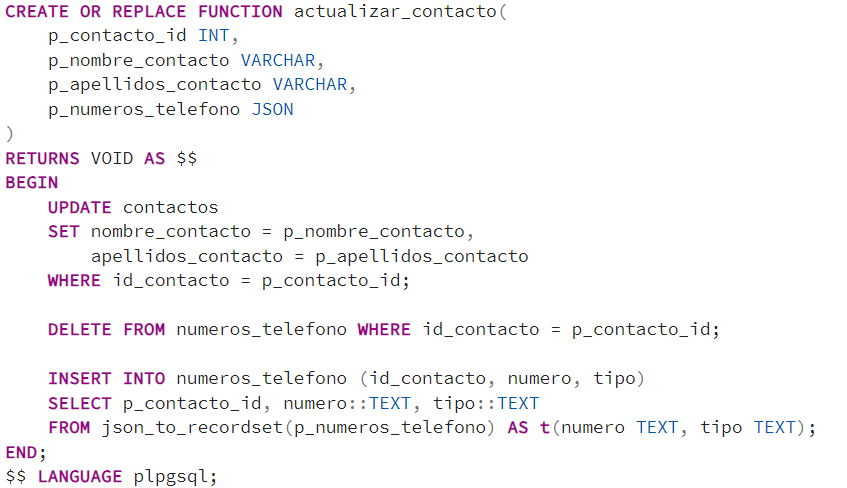 CREATE OR REPLACE FUNCTION actualizar_contacto(
    p_contacto_id INT,
    p_nombre_contacto VARCHAR,
    p_apellidos_contacto VARCHAR,
    p_numeros_telefono JSON
)
RETURNS VOID AS $$
BEGIN
    UPDATE contactos
    SET nombre_contacto = p_nombre_contacto,
        apellidos_contacto = p_apellidos_contacto
    WHERE id_contacto = p_contacto_id;

    DELETE FROM numeros_telefono WHERE id_contacto = p_contacto_id;

    INSERT INTO numeros_telefono (id_contacto, numero, tipo)
    SELECT p_contacto_id, numero::TEXT, tipo::TEXT
    FROM json_to_recordset(p_numeros_telefono) AS t(numero TEXT, tipo TEXT);
END;
$$ LANGUAGE plpgsql;